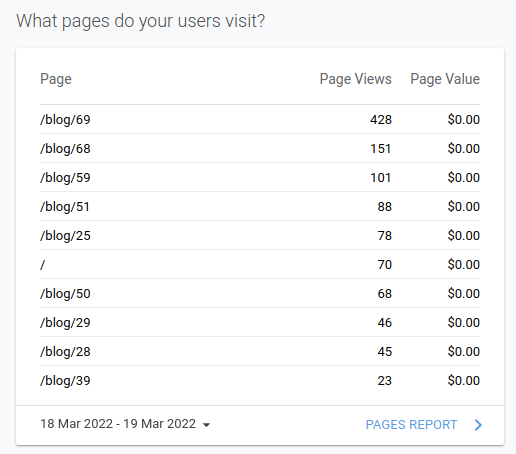 What pages do your users visit?
Page Page Views Page Value
/blog/69 428 $0.00
/blog/68 151 $0.00
/blog/59 101 $0.00
/blog/51 88 $0.00
/blog/25 78 $0.00
/ 70 $0.00
/blog/50 68 $0.00
/blog/29 46 $0.00
/blog/28 45 $0.00
/blog/39 23 $0.00
18 Mar 2022 - 19 Mar 2022 PAGES REPORT